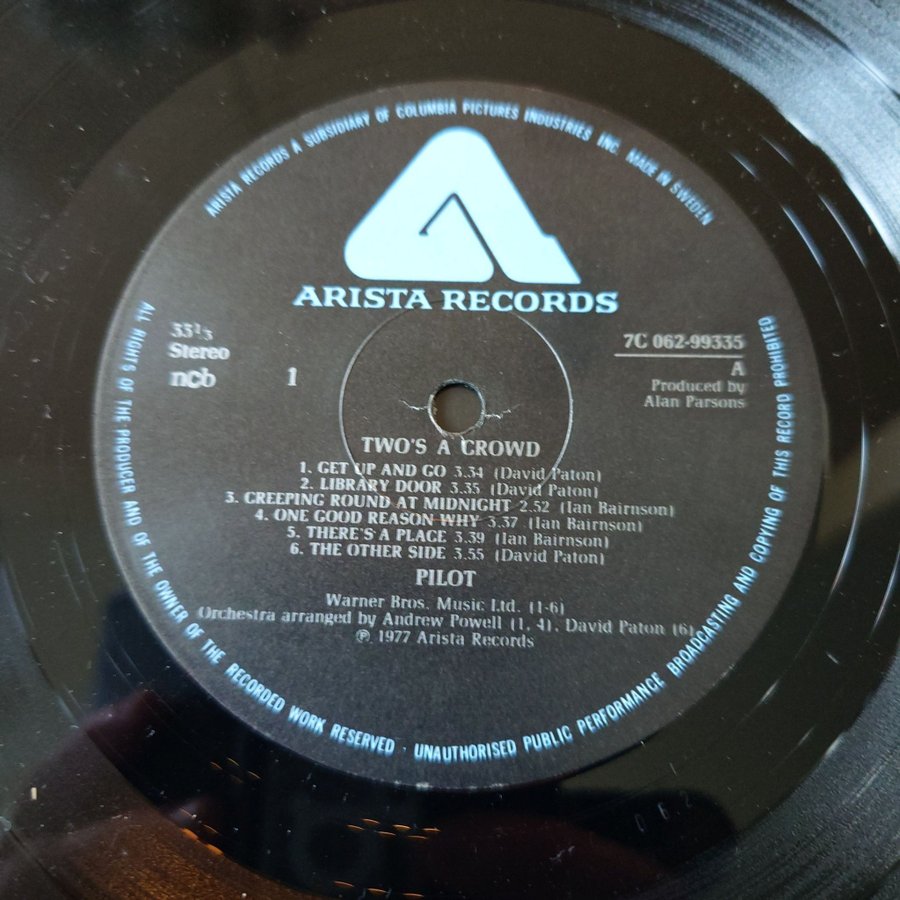 ARISTA RECORDS A SUBSIDIARY OF COLUMBIA PICTURES INDUSTRIES INC. MADE IN SWEDEN
ARISTA RECORDS
33⅓
Stereo
ncb
1
7C 062-99335
A
Produced by
Alan Parsons
TWO'S A CROWD
1. GET UP AND GO 3.34 (David Paton)
2. LIBRARY DOOR 3.35 (David Paton)
3. CREEPING ROUND AT MIDNIGHT 2.52 (Ian Bairnson)
4. ONE GOOD REASON WHY 3.37 (Ian Bairnson)
5. THERE'S A PLACE 3.39 (Ian Bairnson)
6. THE OTHER SIDE 3.55 (David Paton)
PILOT
Warner Bros. Music Ltd. (1-6)
Orchestra arranged by Andrew Powell (1, 4), David Paton (6)
℗ 1977 Arista Records
ALL RIGHTS OF THE PRODUCER AND OF THE OWNER OF THE RECORDED WORK RESERVED · UNAUTHORISED PUBLIC PERFORMANCE BROADCASTING AND COPYING OF THIS RECORD PROHIBITED
062